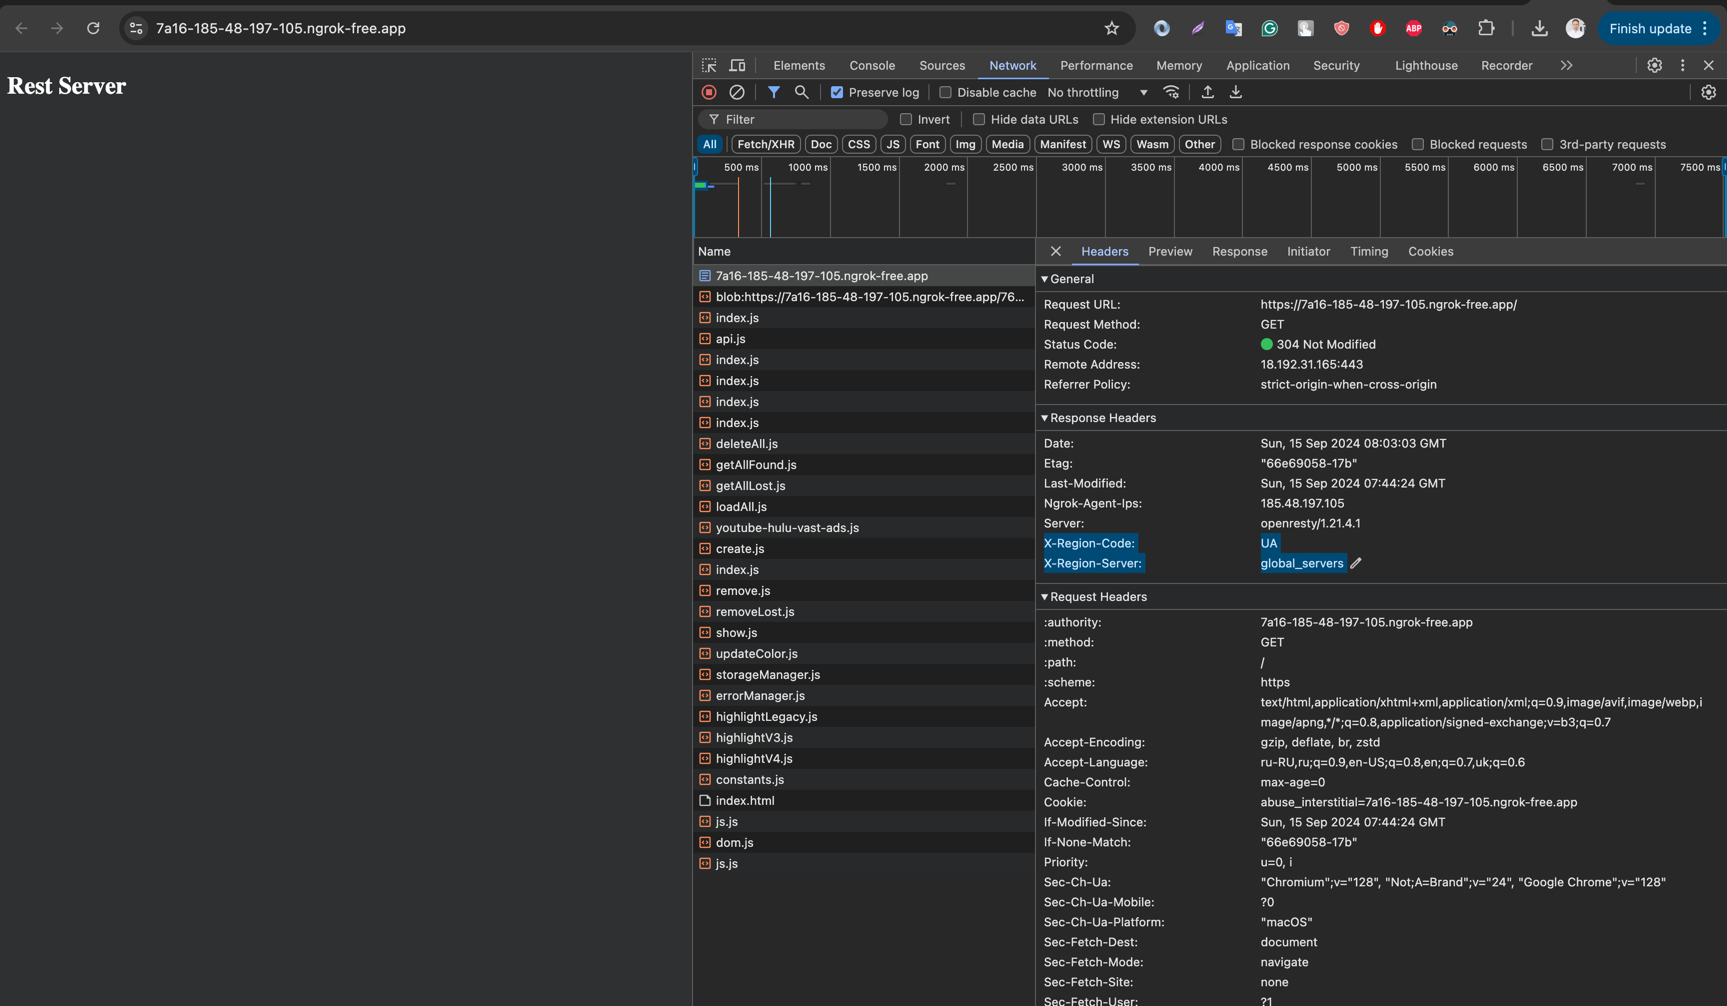 7a16-185-48-197-105.ngrok-free.app
ABP
Finish update
Rest Server
Elements Console Sources Network Performance Memory Application Security Lighthouse Recorder
Preserve log Disable cache No throttling
Filter Invert Hide data URLs Hide extension URLs
All Fetch/XHR Doc CSS JS Font Img Media Manifest WS Wasm Other Blocked response cookies Blocked requests 3rd-party requests
500 ms 1000 ms 1500 ms 2000 ms 2500 ms 3000 ms 3500 ms 4000 ms 4500 ms 5000 ms 5500 ms 6000 ms 6500 ms 7000 ms 7500 ms
Name
7a16-185-48-197-105.ngrok-free.app
blob:https://7a16-185-48-197-105.ngrok-free.app/76...
index.js
api.js
index.js
index.js
index.js
index.js
deleteAll.js
getAllFound.js
getAllLost.js
loadAll.js
youtube-hulu-vast-ads.js
create.js
index.js
remove.js
removeLost.js
show.js
updateColor.js
storageManager.js
errorManager.js
highlightLegacy.js
highlightV3.js
highlightV4.js
constants.js
index.html
js.js
dom.js
js.js
Headers Preview Response Initiator Timing Cookies
General
Request URL: https://7a16-185-48-197-105.ngrok-free.app/
Request Method: GET
Status Code: 304 Not Modified
Remote Address: 18.192.31.165:443
Referrer Policy: strict-origin-when-cross-origin
Response Headers
Date: Sun, 15 Sep 2024 08:03:03 GMT
Etag: "66e69058-17b"
Last-Modified: Sun, 15 Sep 2024 07:44:24 GMT
Ngrok-Agent-Ips: 185.48.197.105
Server: openresty/1.21.4.1
X-Region-Code: UA
X-Region-Server: global_servers
Request Headers
:authority: 7a16-185-48-197-105.ngrok-free.app
:method: GET
:path: /
:scheme: https
Accept: text/html,application/xhtml+xml,application/xml;q=0.9,image/avif,image/webp,i
mage/apng,*/*;q=0.8,application/signed-exchange;v=b3;q=0.7
Accept-Encoding: gzip, deflate, br, zstd
Accept-Language: ru-RU,ru;q=0.9,en-US;q=0.8,en;q=0.7,uk;q=0.6
Cache-Control: max-age=0
Cookie: abuse_interstitial=7a16-185-48-197-105.ngrok-free.app
If-Modified-Since: Sun, 15 Sep 2024 07:44:24 GMT
If-None-Match: "66e69058-17b"
Priority: u=0, i
Sec-Ch-Ua: "Chromium";v="128", "Not;A=Brand";v="24", "Google Chrome";v="128"
Sec-Ch-Ua-Mobile: ?0
Sec-Ch-Ua-Platform: "macOS"
Sec-Fetch-Dest: document
Sec-Fetch-Mode: navigate
Sec-Fetch-Site: none
Sec-Fetch-User: ?1